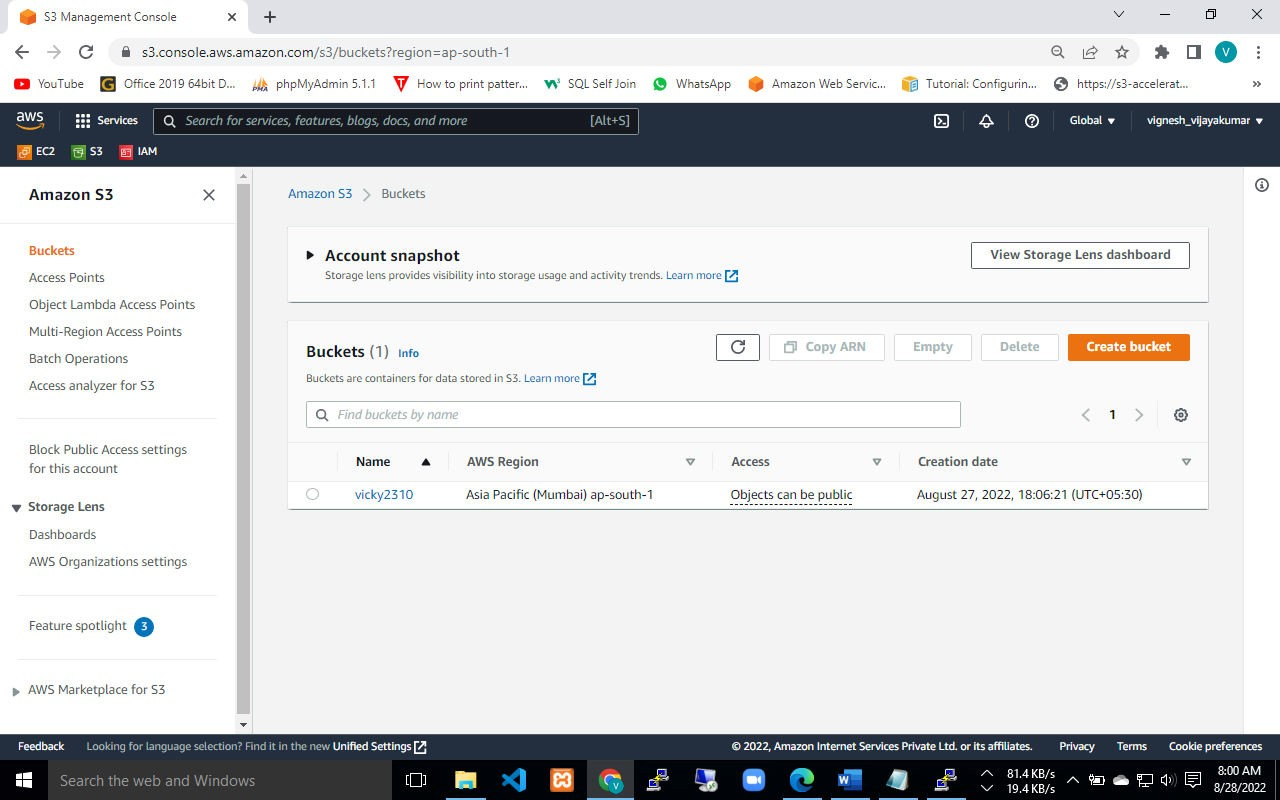 S3 Management Console
s3.console.aws.amazon.com/s3/buckets?region=ap-south-1
V
YouTube
Office 2019 64bit D...
phpMyAdmin 5.1.1
How to print patter...
SQL Self Join
WhatsApp
Amazon Web Servic...
Tutorial: Configurin...
https://s3-accelerat...
»
aws
Services
Search for services, features, blogs, docs, and more
[Alt+S]
Global
vignesh_vijayakumar
EC2
S3
IAM
Amazon S3
Buckets
Access Points
Object Lambda Access Points
Multi-Region Access Points
Batch Operations
Access analyzer for S3
Block Public Access settings
for this account
Storage Lens
Dashboards
AWS Organizations settings
Feature spotlight 3
AWS Marketplace for S3
Amazon S3 > Buckets
Account snapshot
Storage lens provides visibility into storage usage and activity trends. Learn more
View Storage Lens dashboard
Buckets (1) Info
Copy ARN
Empty
Delete
Create bucket
Buckets are containers for data stored in S3. Learn more
Find buckets by name
1
Name
AWS Region
Access
Creation date
vicky2310
Asia Pacific (Mumbai) ap-south-1
Objects can be public
August 27, 2022, 18:06:21 (UTC+05:30)
Feedback
Looking for language selection? Find it in the new Unified Settings
© 2022, Amazon Internet Services Private Ltd. or its affiliates.
Privacy
Terms
Cookie preferences
Search the web and Windows
81.4 KB/s
19.4 KB/s
8:00 AM
8/28/2022